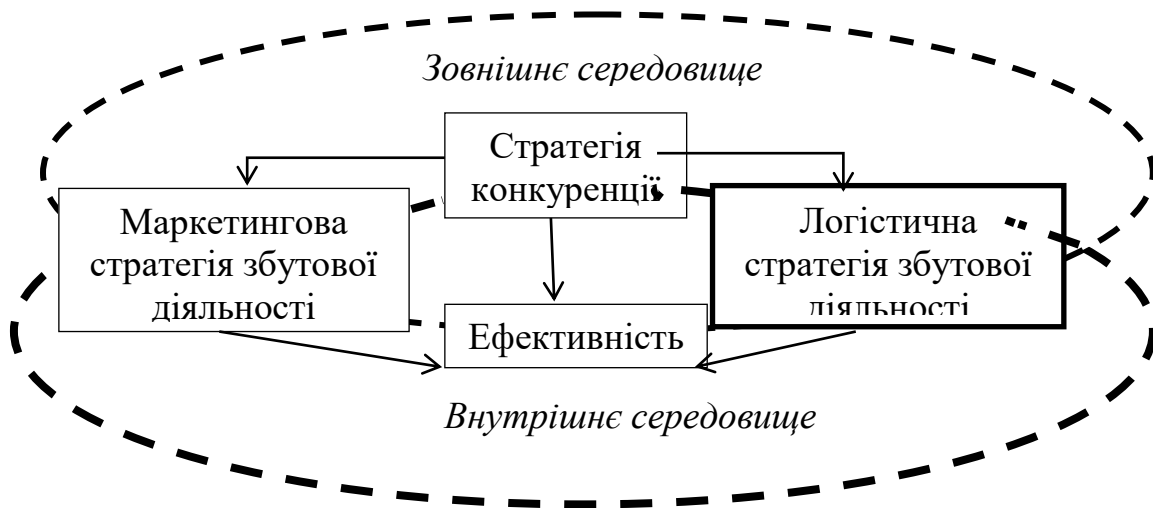 Зовнішнє середовище
Стратегія
конкуренції
Маркетингова
стратегія збутової
діяльності
Логістична
стратегія збутової
діяльності
Ефективність
Внутрішнє середовище